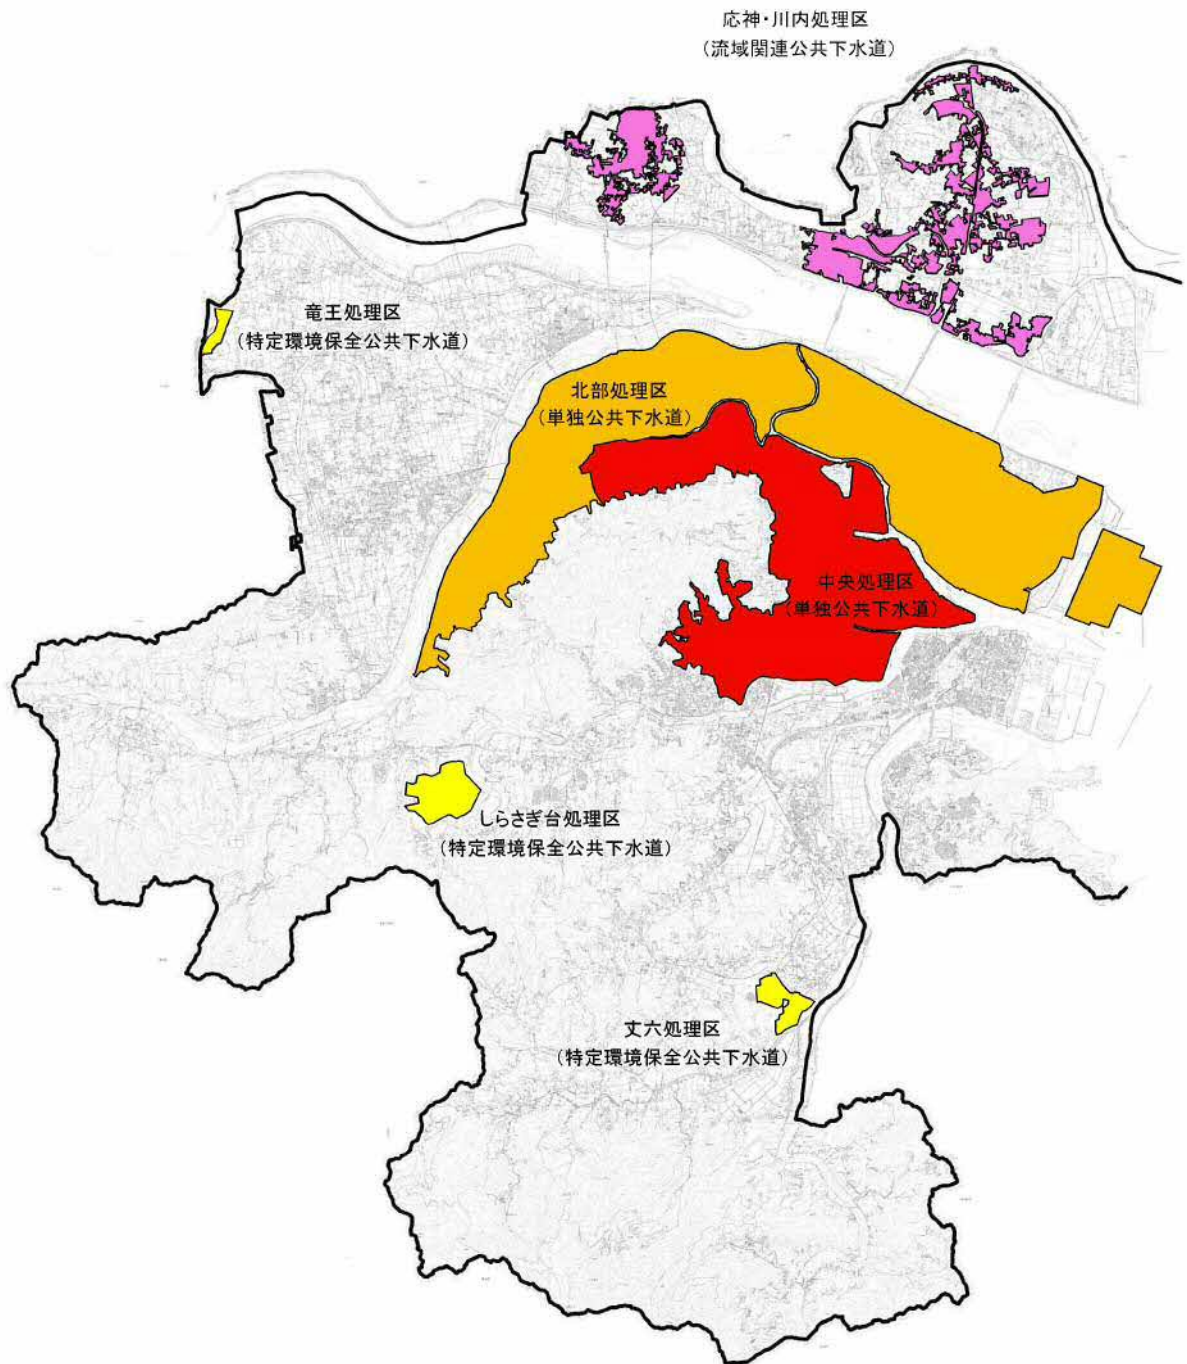 応神・川内処理区
(流域関連公共下水道)
竜王処理区
(特定環境保全公共下水道)
北部処理区
(単独公共下水道)
中央処理区
(単独公共下水道)
しらさぎ台処理区
(特定環境保全公共下水道)
丈六処理区
(特定環境保全公共下水道)